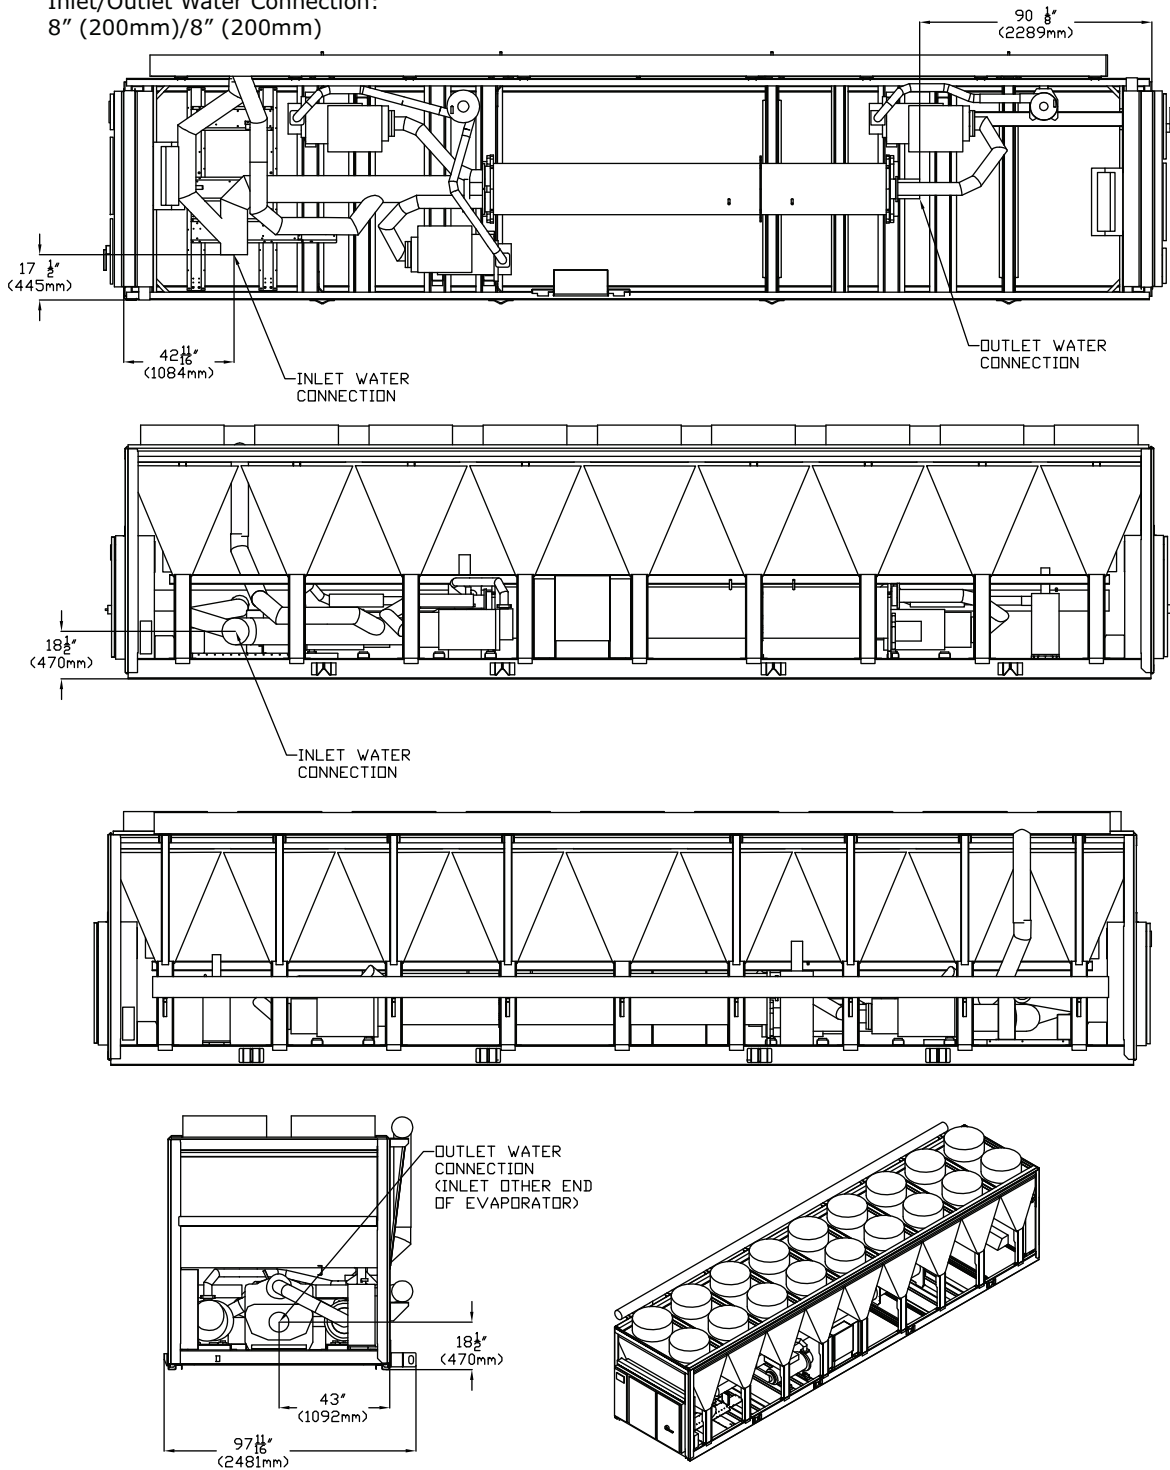 Inlet/Outlet Water Connection:
8” (200mm)/8” (200mm)
90 1/8"
(2289mm)
17 1/2"
(445mm)
42 11/16"
(1084mm)
INLET WATER
CONNECTION
OUTLET WATER
CONNECTION
18 1/2"
(470mm)
INLET WATER
CONNECTION
OUTLET WATER
CONNECTION
(INLET OTHER END
OF EVAPORATOR)
18 1/2"
(470mm)
43"
(1092mm)
97 11/16"
(2481mm)